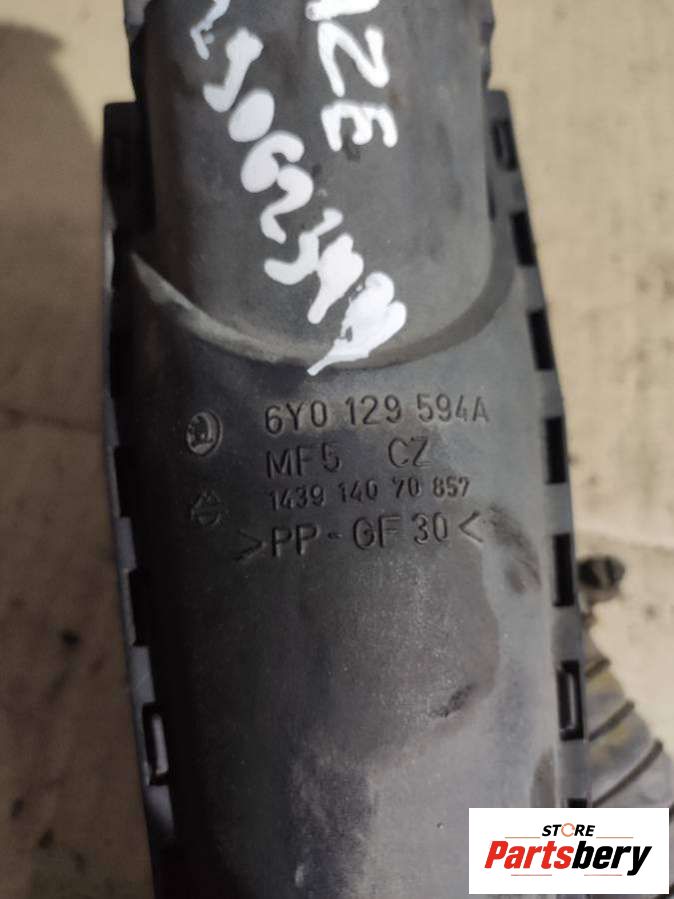 6Y0 129 594A
MF5 CZ
1439 140 70 857
>PP-GF 30<
STORE
Partsbery